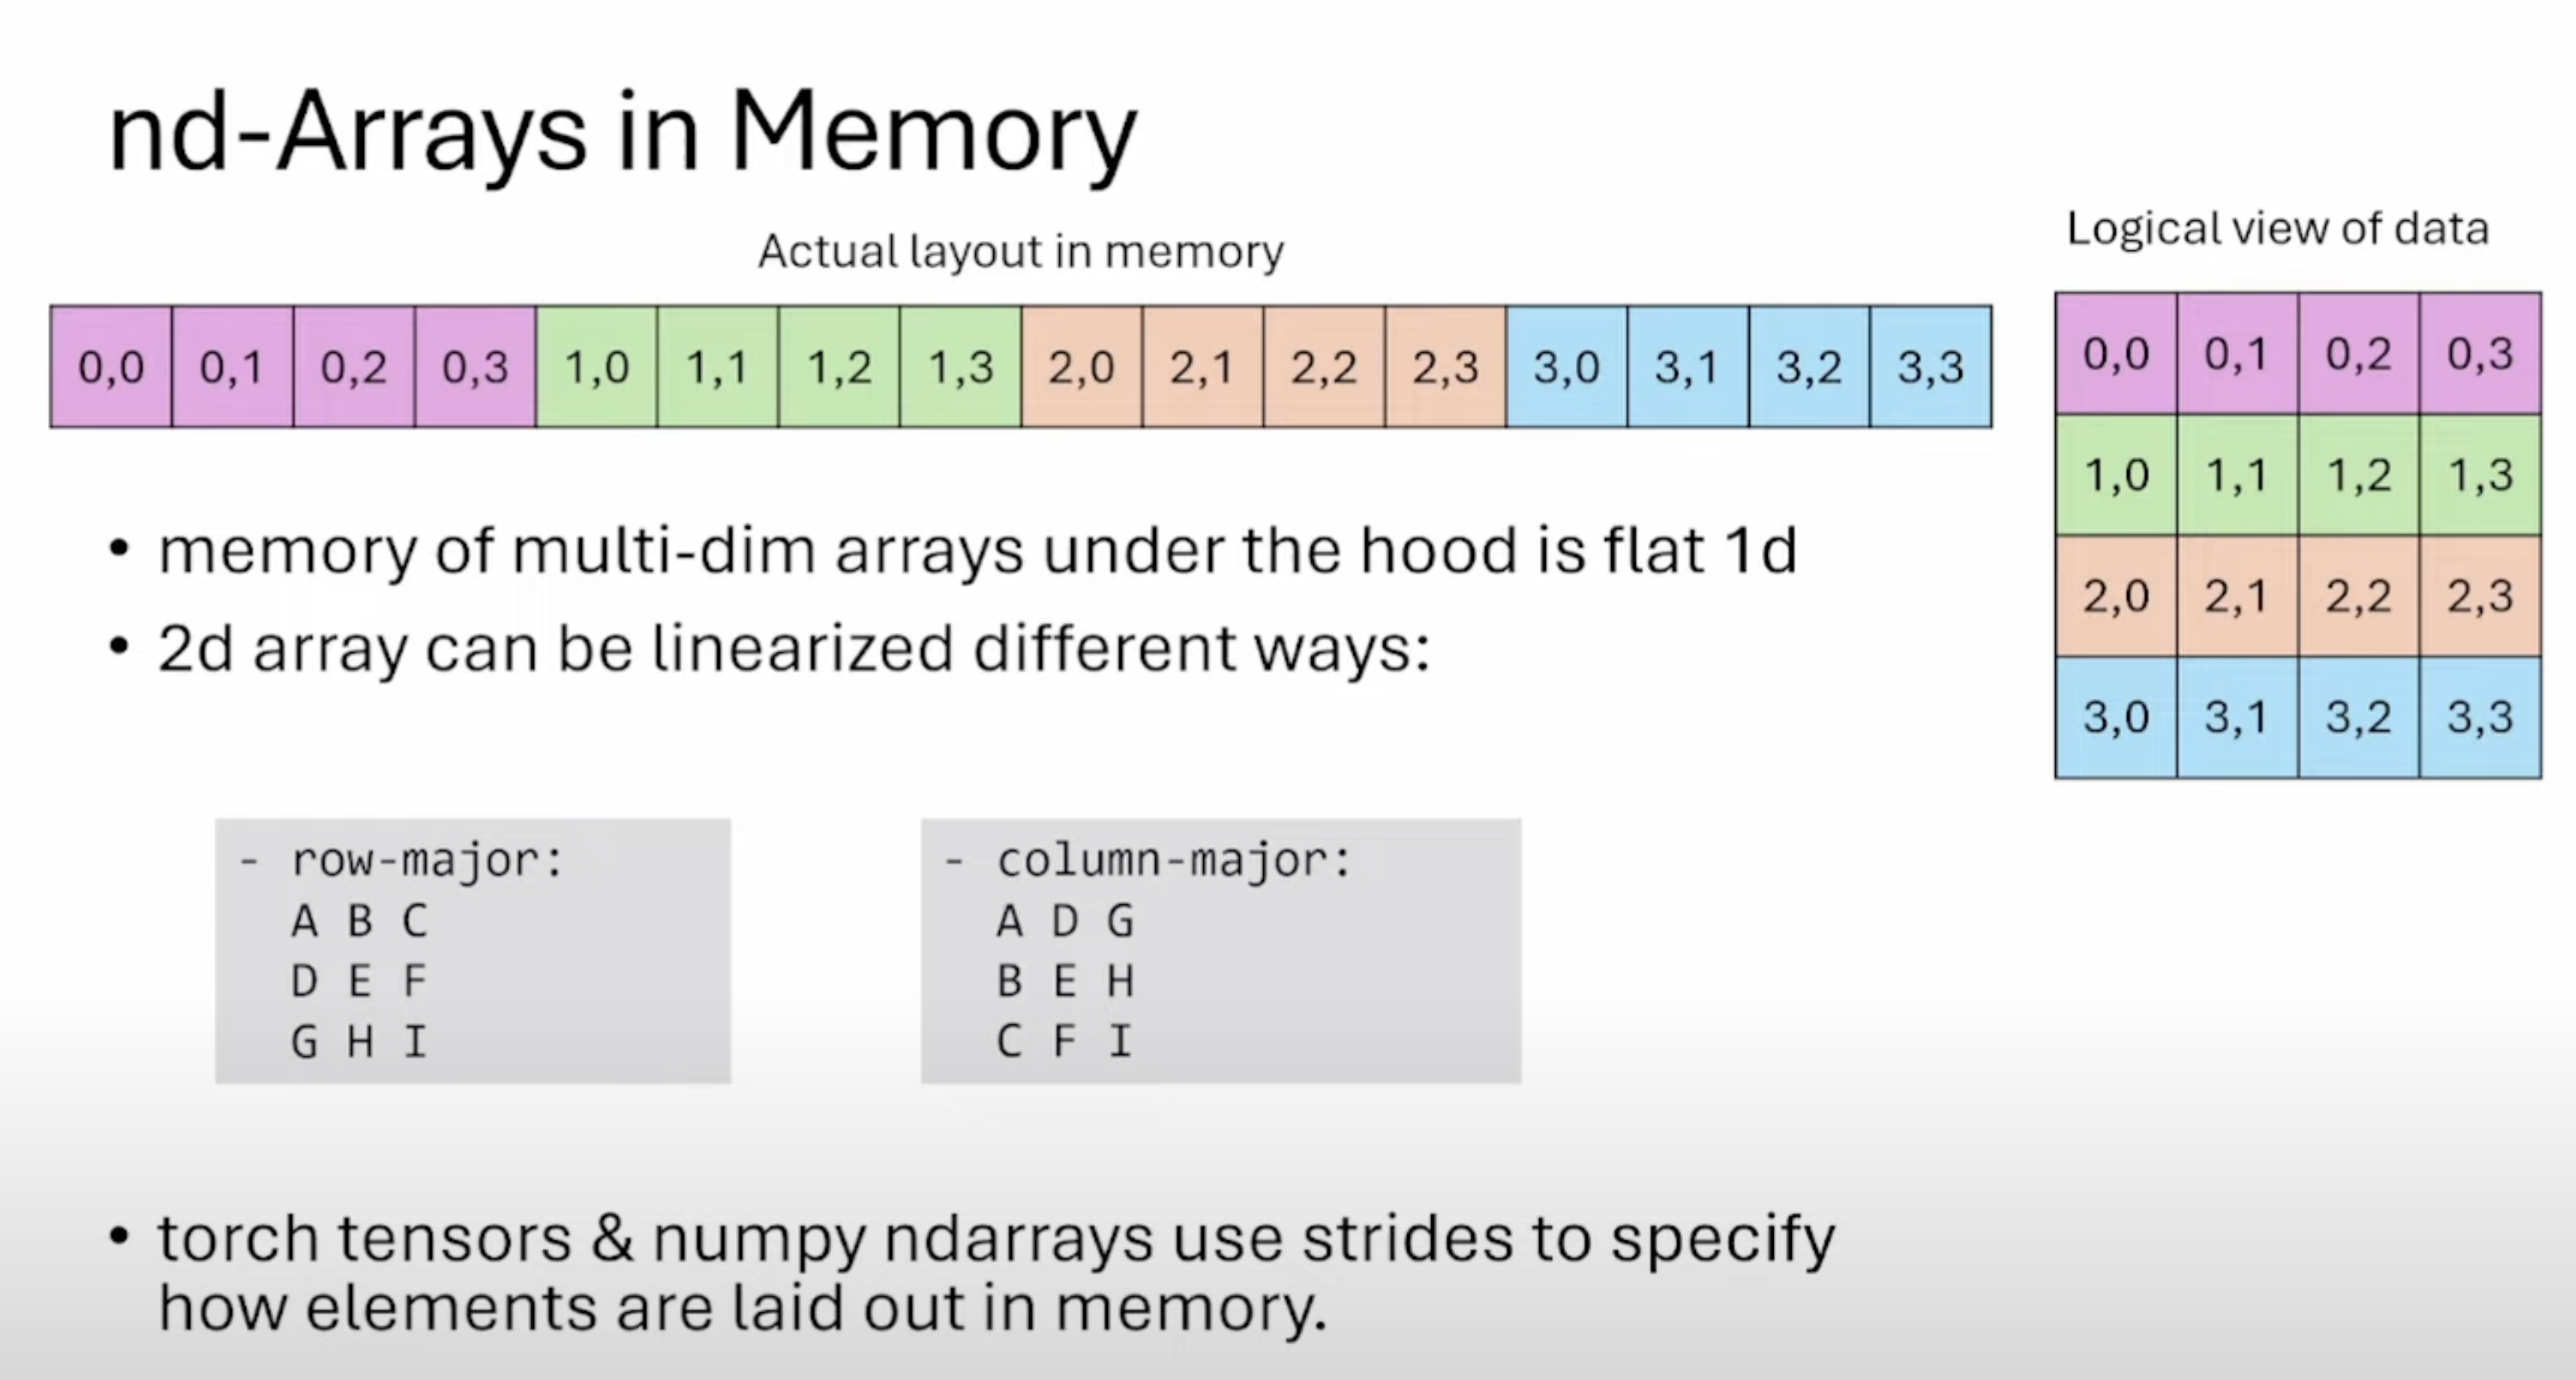 nd-Arrays in Memory
Actual layout in memory
Logical view of data
0,0 0,1 0,2 0,3 1,0 1,1 1,2 1,3 2,0 2,1 2,2 2,3 3,0 3,1 3,2 3,3
0,0 0,1 0,2 0,3
1,0 1,1 1,2 1,3
2,0 2,1 2,2 2,3
3,0 3,1 3,2 3,3
• memory of multi-dim arrays under the hood is flat 1d
• 2d array can be linearized different ways:
- row-major:
A B C
D E F
G H I
- column-major:
A D G
B E H
C F I
• torch tensors & numpy ndarrays use strides to specify
how elements are laid out in memory.